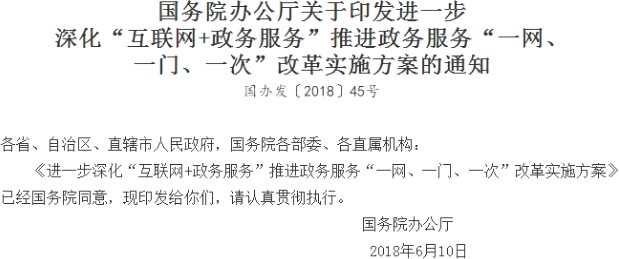 国务院办公厅关于印发进一步
深化“互联网+政务服务”推进政务服务“一网、
一门、一次”改革实施方案的通知
国办发〔2018〕45号
各省、自治区、直辖市人民政府，国务院各部委、各直属机构：
《进一步深化“互联网+政务服务”推进政务服务“一网、一门、一次”改革实施方案》
已经国务院同意，现印发给你们，请认真贯彻执行。
国务院办公厅
2018年6月10日